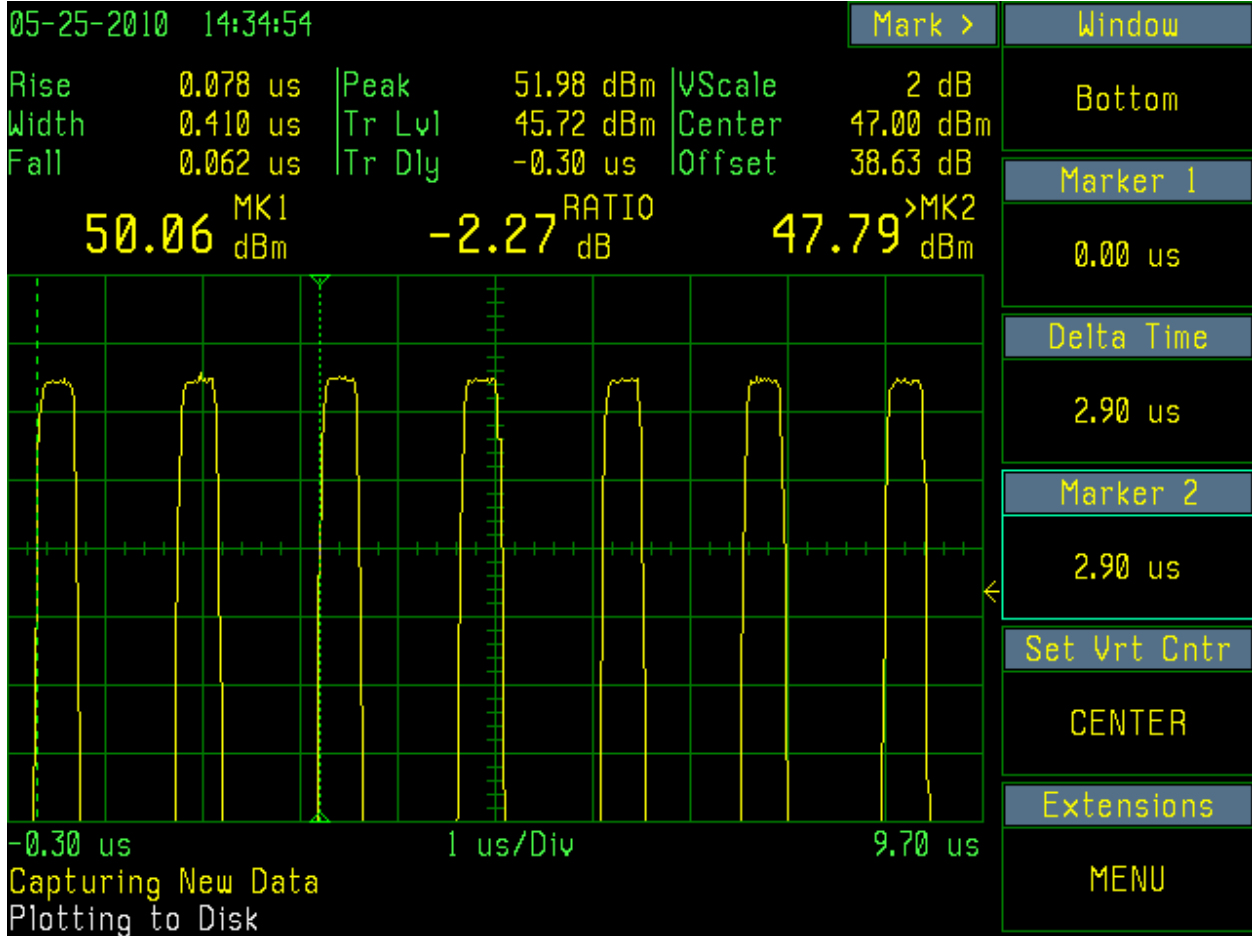 05-25-2010 14:34:54 Mark > Window
Rise 0.078 us Peak 51.98 dBm VScale 2 dB
Bottom
Width 0.410 us Tr Lvl 45.72 dBm Center 47.00 dBm
Fall 0.062 us Tr Dly -0.30 us Offset 38.63 dB
Marker 1
MK1 RATIO >MK2
50.06 dBm -2.27 dB 47.79 dBm
0.00 us
Delta Time
2.90 us
Marker 2
2.90 us
Set Vrt Cntr
CENTER
Extensions
-0.30 us 1 us/Div 9.70 us
Capturing New Data
MENU
Plotting to Disk